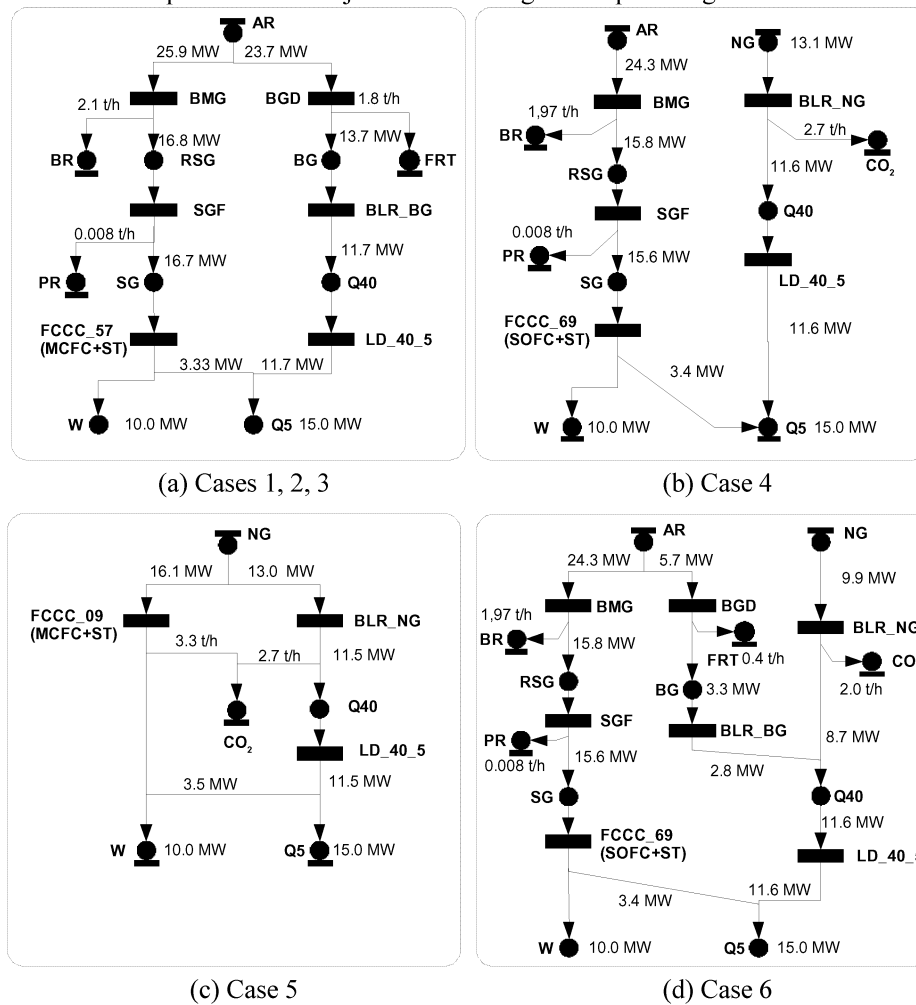 AR
25.9 MW 23.7 MW
BMG BGD
2.1 t/h 1.8 t/h
16.8 MW 13.7 MW
BR RSG BG FRT
SGF BLR_BG
0.008 t/h
16.7 MW 11.7 MW
PR SG Q40
FCCC_57
(MCFC+ST) LD_40_5
3.33 MW 11.7 MW
W 10.0 MW Q5 15.0 MW
(a) Cases 1, 2, 3
AR NG 13.1 MW
24.3 MW
BMG BLR_NG
1,97 t/h 2.7 t/h
BR 15.8 MW CO2
RSG 11.6 MW
SGF Q40
0.008 t/h
PR 15.6 MW
SG LD_40_5
FCCC_69
(SOFC+ST) 11.6 MW
3.4 MW
W 10.0 MW Q5 15.0 MW
(b) Case 4
NG
16.1 MW 13.0 MW
FCCC_09
(MCFC+ST) BLR_NG
3.3 t/h
2.7 t/h 11.5 MW
Q40
CO2
LD_40_5
3.5 MW 11.5 MW
W 10.0 MW Q5 15.0 MW
(c) Case 5
AR NG
24.3 MW 5.7 MW
9.9 MW
BMG BGD
1,97 t/h BLR_NG
BR 15.8 MW FRT 0.4 t/h
RSG BG 3.3 MW 2.0 t/h
SGF BLR_BG
PR 8.7 MW
0.008 t/h 15.6 MW 2.8 MW
SG Q40
FCCC_69 11.6 MW
(SOFC+ST)
11.6 MW
3.4 MW
W 10.0 MW Q5 15.0 MW
(d) Case 6